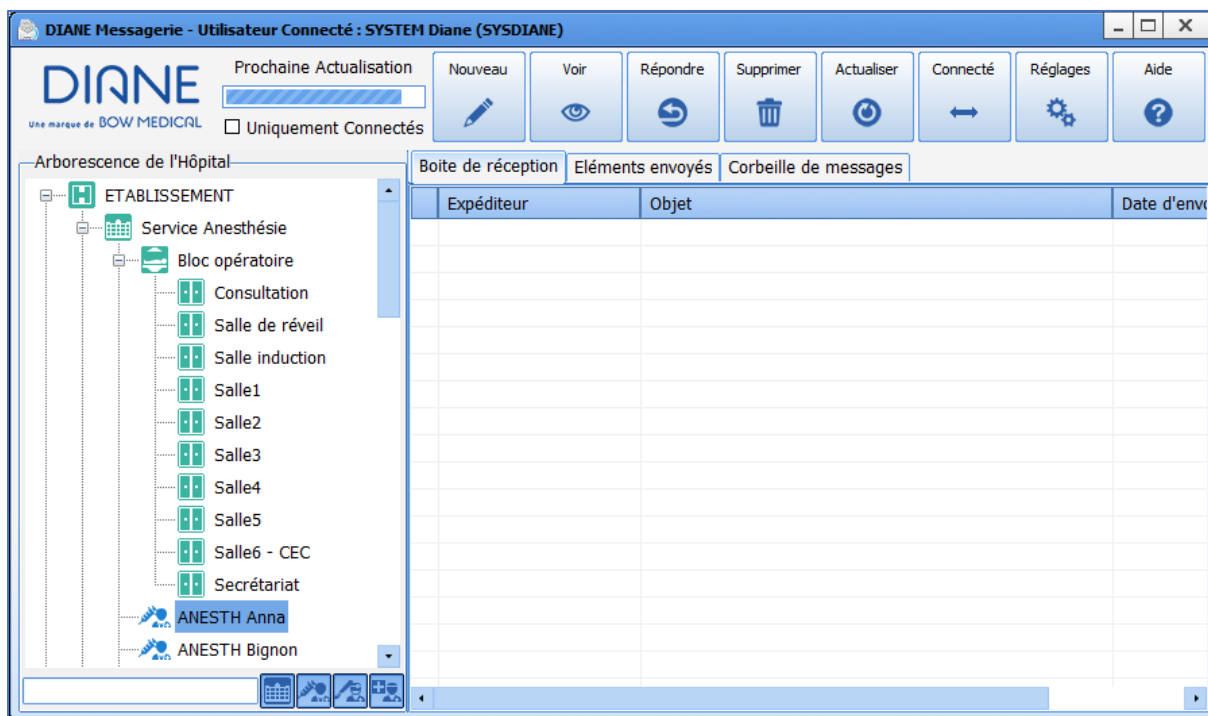 DIANE Messagerie - Utilisateur Connecté : SYSTEM Diane (SYSDIANE)
DIANE
Une marque de BOW MEDICAL
Prochaine Actualisation
Uniquement Connectés
Nouveau
Voir
Répondre
Supprimer
Actualiser
Connecté
Réglages
Aide
Arborescence de l'Hôpital
ETABLISSEMENT
Service Anesthésie
Bloc opératoire
Consultation
Salle de réveil
Salle induction
Salle1
Salle2
Salle3
Salle4
Salle5
Salle6 - CEC
Secrétariat
ANESTH Anna
ANESTH Bignon
Boite de réception
Eléments envoyés
Corbeille de messages
Expéditeur
Objet
Date d'envo